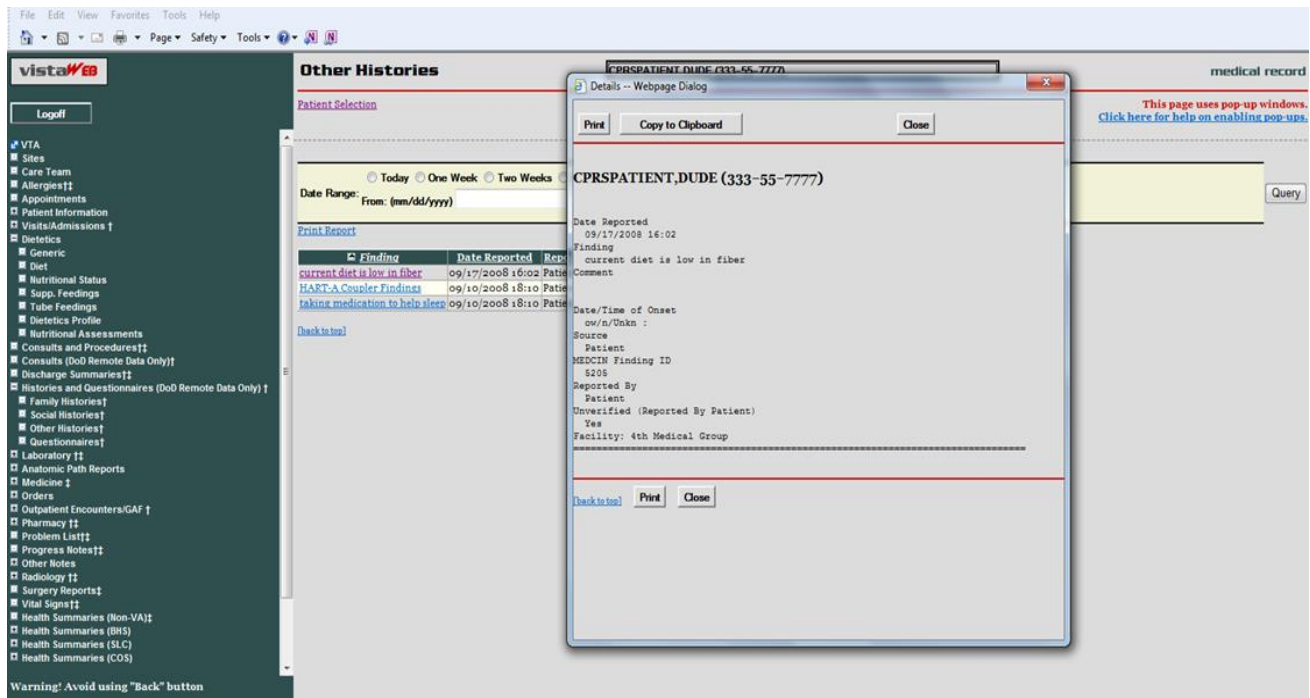 File Edit View Favorites Tools Help
Page Safety Tools
vistaWEB
Logoff
VTA
Sites
Care Team
Allergies†‡
Appointments
Patient Information
Visits/Admissions †
Dietetics
Generic
Diet
Nutritional Status
Supp. Feedings
Tube Feedings
Dietetics Profile
Nutritional Assessments
Consults and Procedures†‡
Consults (DoD Remote Data Only)†
Discharge Summaries†‡
Histories and Questionnaires (DoD Remote Data Only) †
Family Histories†
Social Histories†
Other Histories†
Questionnaires†
Laboratory †‡
Anatomic Path Reports
Medicine ‡
Orders
Outpatient Encounters/GAF †
Pharmacy †‡
Problem List†‡
Progress Notes†‡
Other Notes
Radiology †‡
Surgery Reports‡
Vital Signs†‡
Health Summaries (Non-VA)‡
Health Summaries (BHS)
Health Summaries (SLC)
Health Summaries (COS)
Warning! Avoid using "Back" button
Other Histories
CPRSPATIENT,DUDE (333-55-7777)
medical record
Patient Selection
This page uses pop-up windows.
Click here for help on enabling pop-ups.
Today One Week Two Weeks
Date Range:
From: (mm/dd/yyyy)
Query
Print Report
Finding Date Reported
current diet is low in fiber 09/17/2008 16:02
HART-A Coupler Findings 09/10/2008 18:10
taking medication to help sleep 09/10/2008 18:10
[back to top]
Details -- Webpage Dialog
Print Copy to Clipboard Close
CPRSPATIENT,DUDE (333-55-7777)
Date Reported
09/17/2008 16:02
Finding
current diet is low in fiber
Comment
Date/Time of Onset
ow/n/Unkn :
Source
Patient
MEDCIN Finding ID
5205
Reported By
Patient
Unverified (Reported By Patient)
Yes
Facility: 4th Medical Group
[back to top] Print Close